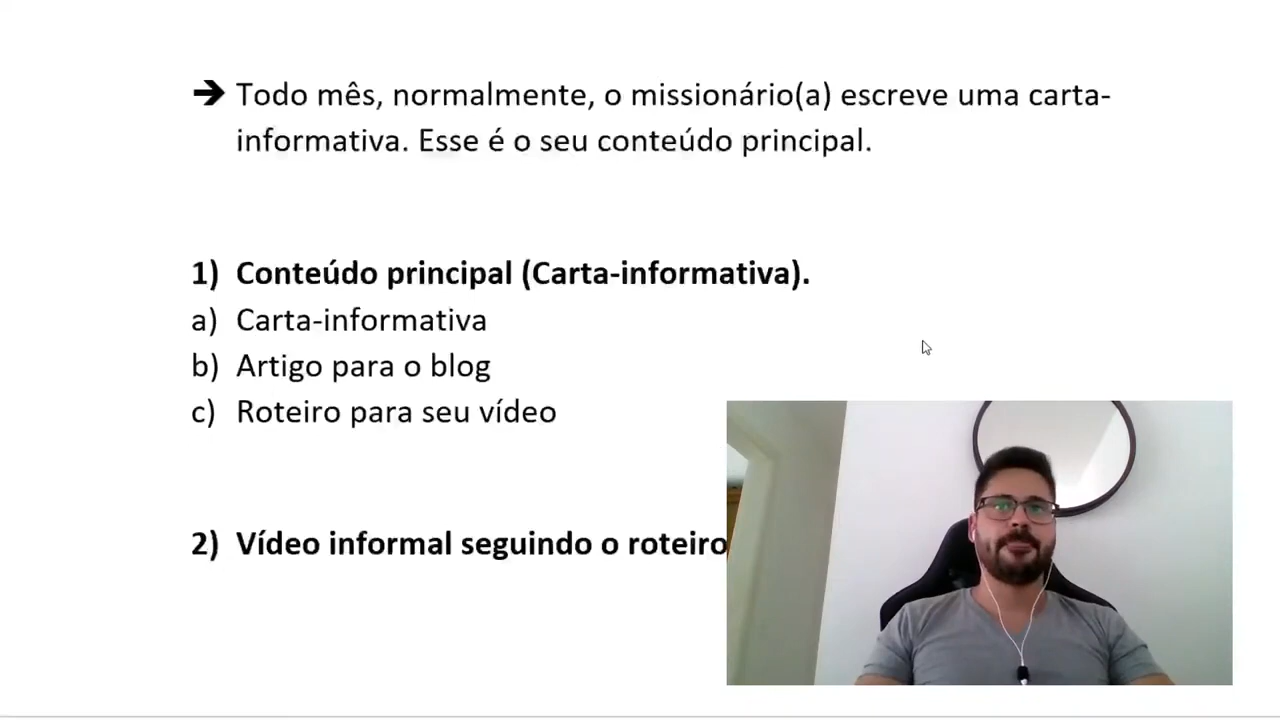 ➔ Todo mês, normalmente, o missionário(a) escreve uma carta-
informativa. Esse é o seu conteúdo principal.
1) Conteúdo principal (Carta-informativa).
a) Carta-informativa
b) Artigo para o blog
c) Roteiro para seu vídeo
2) Vídeo informal seguindo o roteiro